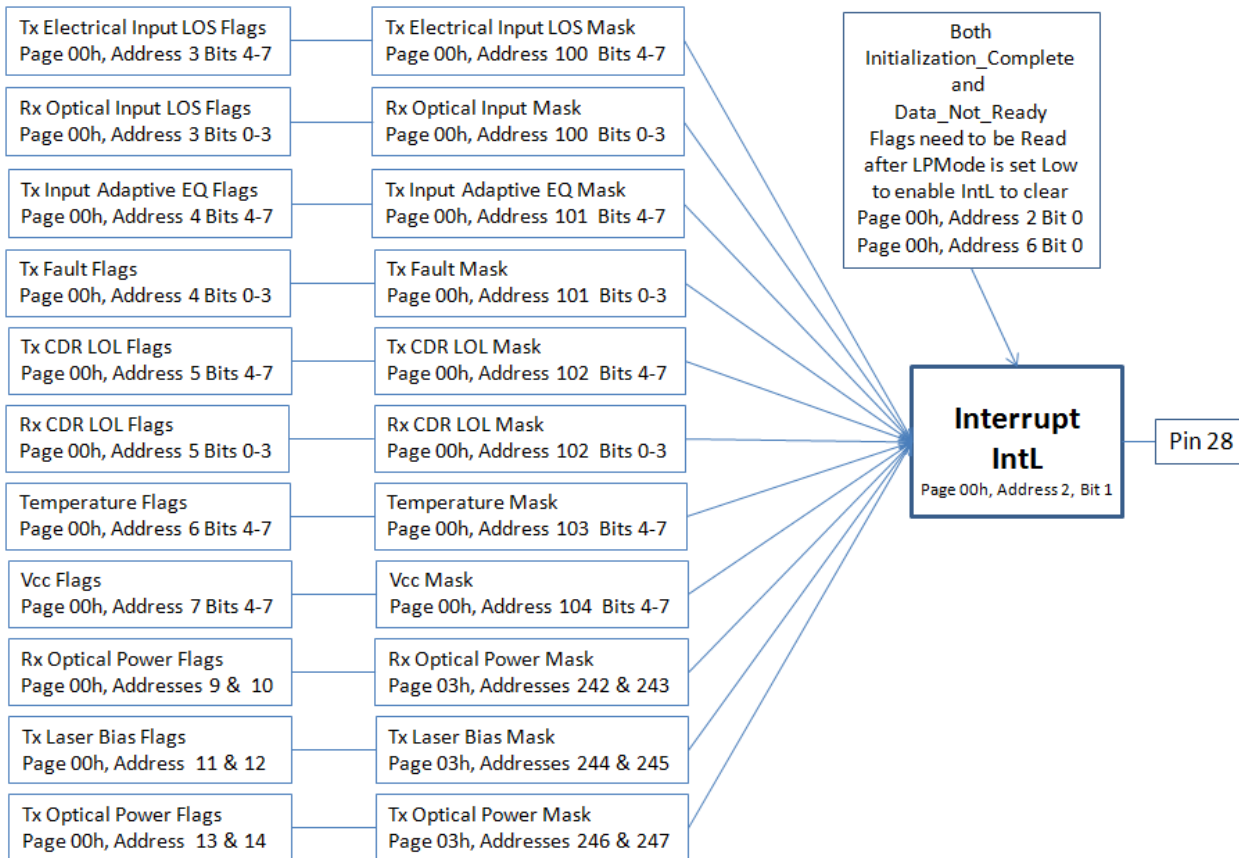 Tx Electrical Input LOS Flags
Page 00h, Address 3 Bits 4-7
Tx Electrical Input LOS Mask
Page 00h, Address 100 Bits 4-7
Rx Optical Input LOS Flags
Page 00h, Address 3 Bits 0-3
Rx Optical Input Mask
Page 00h, Address 100 Bits 0-3
Tx Input Adaptive EQ Flags
Page 00h, Address 4 Bits 4-7
Tx Input Adaptive EQ Mask
Page 00h, Address 101 Bits 4-7
Tx Fault Flags
Page 00h, Address 4 Bits 0-3
Tx Fault Mask
Page 00h, Address 101 Bits 0-3
Tx CDR LOL Flags
Page 00h, Address 5 Bits 4-7
Tx CDR LOL Mask
Page 00h, Address 102 Bits 4-7
Rx CDR LOL Flags
Page 00h, Address 5 Bits 0-3
Rx CDR LOL Mask
Page 00h, Address 102 Bits 0-3
Temperature Flags
Page 00h, Address 6 Bits 4-7
Temperature Mask
Page 00h, Address 103 Bits 4-7
Vcc Flags
Page 00h, Address 7 Bits 4-7
Vcc Mask
Page 00h, Address 104 Bits 4-7
Rx Optical Power Flags
Page 00h, Addresses 9 & 10
Rx Optical Power Mask
Page 03h, Addresses 242 & 243
Tx Laser Bias Flags
Page 00h, Address 11 & 12
Tx Laser Bias Mask
Page 03h, Addresses 244 & 245
Tx Optical Power Flags
Page 00h, Address 13 & 14
Tx Optical Power Mask
Page 03h, Addresses 246 & 247
Both
Initialization_Complete
and
Data_Not_Ready
Flags need to be Read
after LPMode is set Low
to enable IntL to clear
Page 00h, Address 2 Bit 0
Page 00h, Address 6 Bit 0
Interrupt
IntL
Page 00h, Address 2, Bit 1
Pin 28